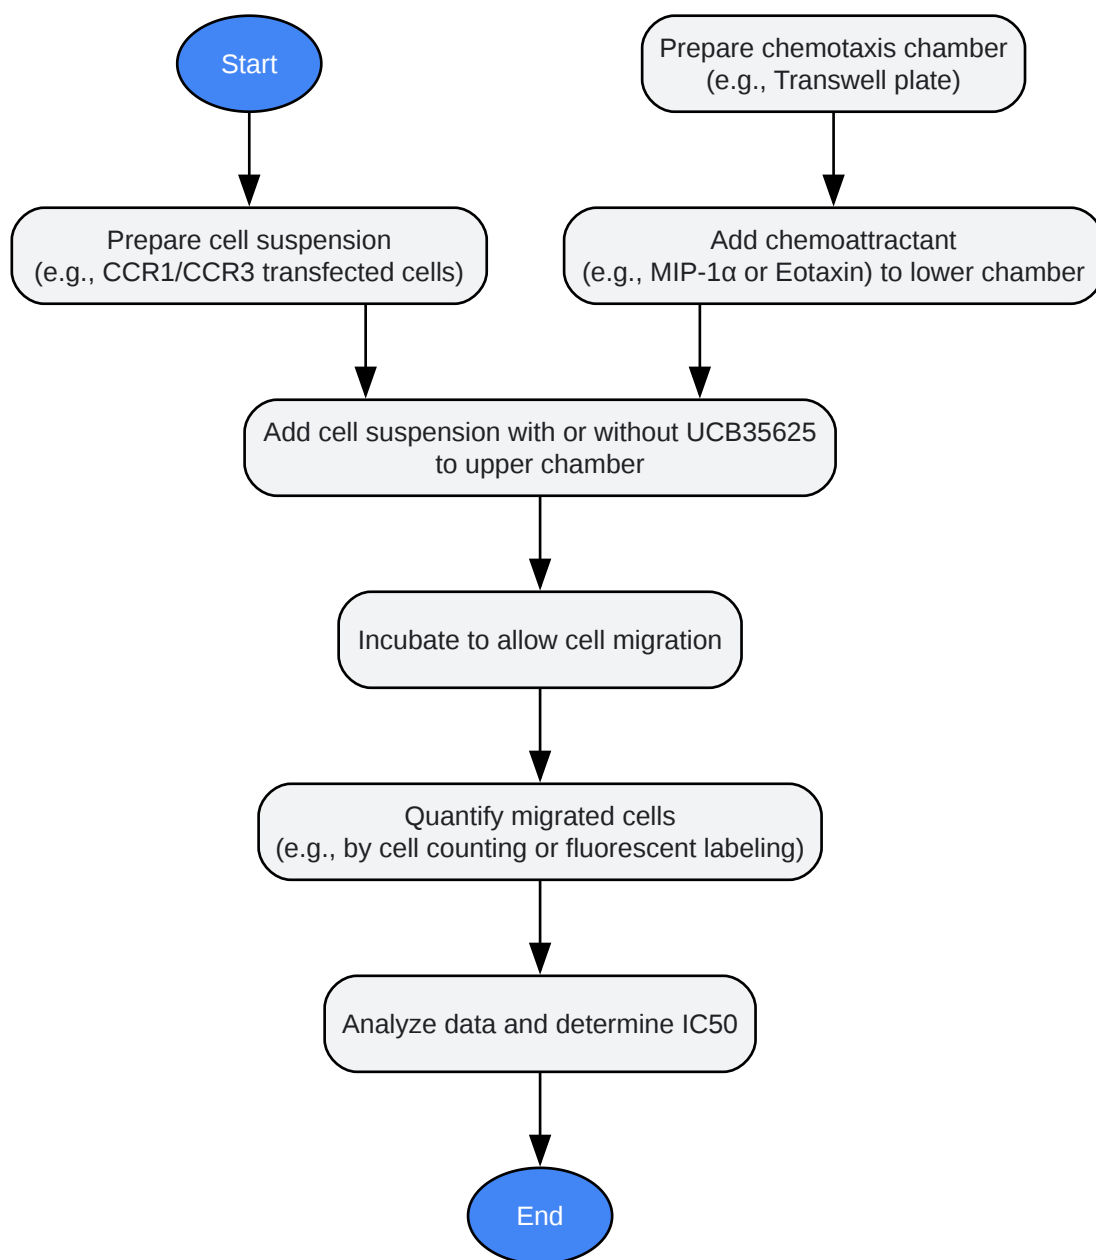 Start
Prepare chemotaxis chamber
(e.g., Transwell plate)
Prepare cell suspension
(e.g., CCR1/CCR3 transfected cells)
Add chemoattractant
(e.g., MIP-1α or Eotaxin) to lower chamber
Add cell suspension with or without UCB35625
to upper chamber
Incubate to allow cell migration
Quantify migrated cells
(e.g., by cell counting or fluorescent labeling)
Analyze data and determine IC50
End